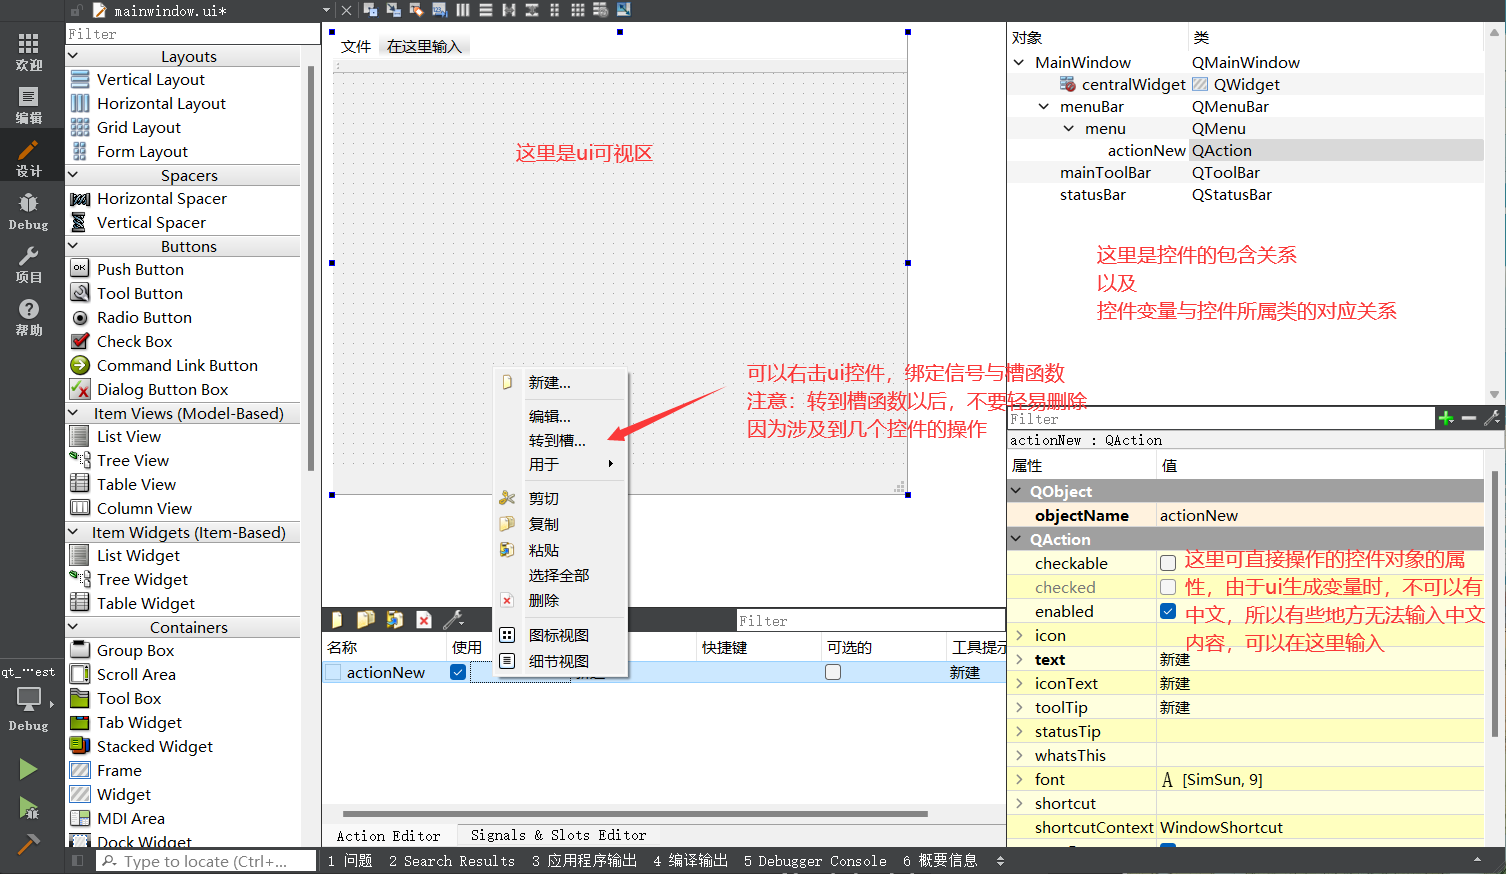 mainwindow.ui*
欢迎
编辑
设计
Debug
项目
帮助
qt_…est
Debug
Filter
Layouts
Vertical Layout
Horizontal Layout
Grid Layout
Form Layout
Spacers
Horizontal Spacer
Vertical Spacer
Buttons
Push Button
Tool Button
Radio Button
Check Box
Command Link Button
Dialog Button Box
Item Views (Model-Based)
List View
Tree View
Table View
Column View
Item Widgets (Item-Based)
List Widget
Tree Widget
Table Widget
Containers
Group Box
Scroll Area
Tool Box
Tab Widget
Stacked Widget
Frame
Widget
MDI Area
Dock Widget
文件 在这里输入
这里是ui可视区
可以右击ui控件，绑定信号与槽函数
注意：转到槽函数以后，不要轻易删除
因为涉及到几个控件的操作
新建...
编辑...
转到槽...
用于
剪切
复制
粘贴
选择全部
删除
图标视图
细节视图
Filter
名称 使用 快捷键 可选的 工具提示
actionNew 新建 新建
Action Editor Signals & Slots Editor
对象 类
MainWindow QMainWindow
centralWidget QWidget
menuBar QMenuBar
menu QMenu
actionNew QAction
mainToolBar QToolBar
statusBar QStatusBar
这里是控件的包含关系
以及
控件变量与控件所属类的对应关系
Filter
actionNew : QAction
属性 值
QObject
objectName actionNew
QAction
checkable
checked
enabled
icon
text 新建
iconText 新建
toolTip 新建
statusTip
whatsThis
font A [SimSun, 9]
shortcut
shortcutContext WindowShortcut
这里可直接操作的控件对象的属
性，由于ui生成变量时，不可以有
中文，所以有些地方无法输入中文
内容，可以在这里输入
Type to locate (Ctrl+...
1 问题 2 Search Results 3 应用程序输出 4 编译输出 5 Debugger Console 6 概要信息